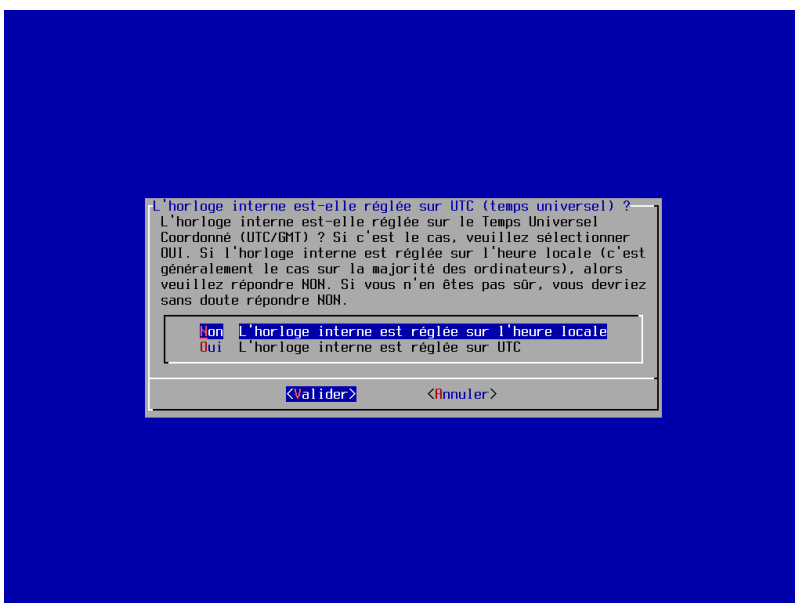 L'horloge interne est-elle réglée sur UTC (temps universel) ?
L'horloge interne est-elle réglée sur le Temps Universel
Coordonné (UTC/GMT) ? Si c'est le cas, veuillez sélectionner
OUI. Si l'horloge interne est réglée sur l'heure locale (c'est
généralement le cas sur la majorité des ordinateurs), alors
veuillez répondre NON. Si vous n'en êtes pas sûr, vous devriez
sans doute répondre NON.
Non L'horloge interne est réglée sur l'heure locale
Oui L'horloge interne est réglée sur UTC
<Valider> <Annuler>